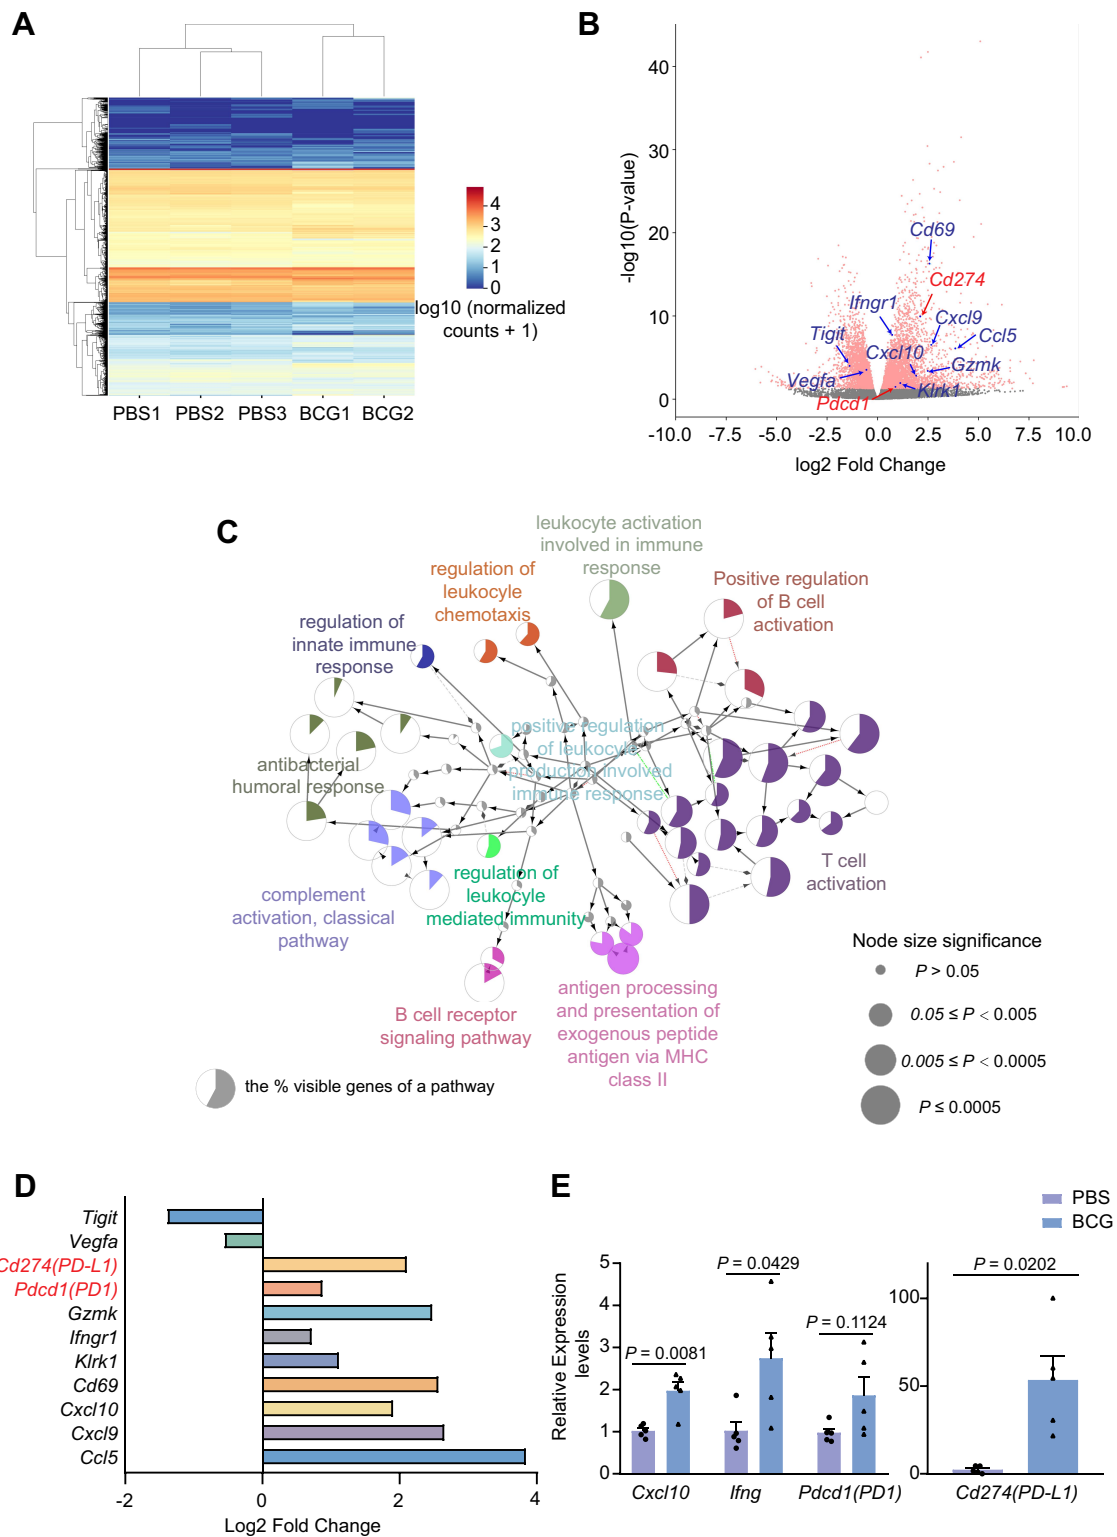 A
4
3
2
1
0
log10 (normalized
counts + 1)
PBS1
PBS2
PBS3
BCG1
BCG2
B
-log10(P-value)
40
30
20
10
0
Cd69
Cd274
Ifngr1
Cxcl9
Tigit
Ccl5
Cxcl10
Gzmk
Vegfa
Klrk1
Pdcd1
-10.0
-7.5
-5.0
-2.5
0.0
2.5
5.0
7.5
10.0
log2 Fold Change
C
leukocyte activation
involved in immune
response
regulation of
leukocyte
chemotaxis
Positive regulation
of B cell
activation
regulation of
innate immune
response
positive regulation
of leukocyte
production involved
immune response
antibacterial
humoral response
T cell
activation
regulation of
leukocyte
mediated immunity
complement
activation, classical
pathway
B cell receptor
signaling pathway
antigen processing
and presentation of
exogenous peptide
antigen via MHC
class II
Node size significance
P > 0.05
0.05 ≤ P < 0.005
0.005 ≤ P < 0.0005
P ≤ 0.0005
the % visible genes of a pathway
D
Tigit
Vegfa
Cd274(PD-L1)
Pdcd1(PD1)
Gzmk
Ifngr1
Klrk1
Cd69
Cxcl10
Cxcl9
Ccl5
-2
0
2
4
Log2 Fold Change
E
PBS
BCG
Relative Expression
levels
5
4
3
2
1
0
P = 0.0081
P = 0.0429
P = 0.1124
Cxcl10
Ifng
Pdcd1(PD1)
100
50
0
P = 0.0202
Cd274(PD-L1)